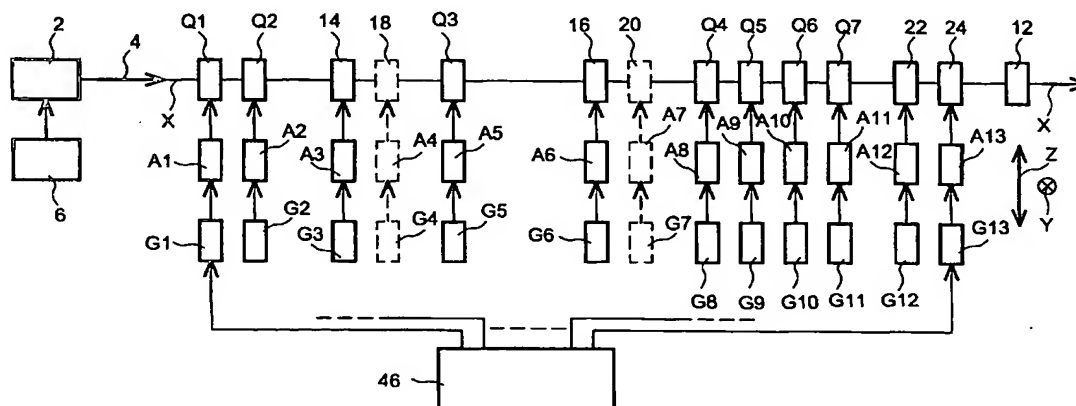 2 4 Q1 Q2 14 18 Q3 16 20 Q4 Q5 Q6 Q7 22 24 12
X X
A1 A2 A3 A4 A5 A6 A7 A8 A9 A10 A11 A12 A13 Z
6 Y
G1 G2 G3 G4 G5 G6 G7 G8 G9 G10 G11 G12 G13
46